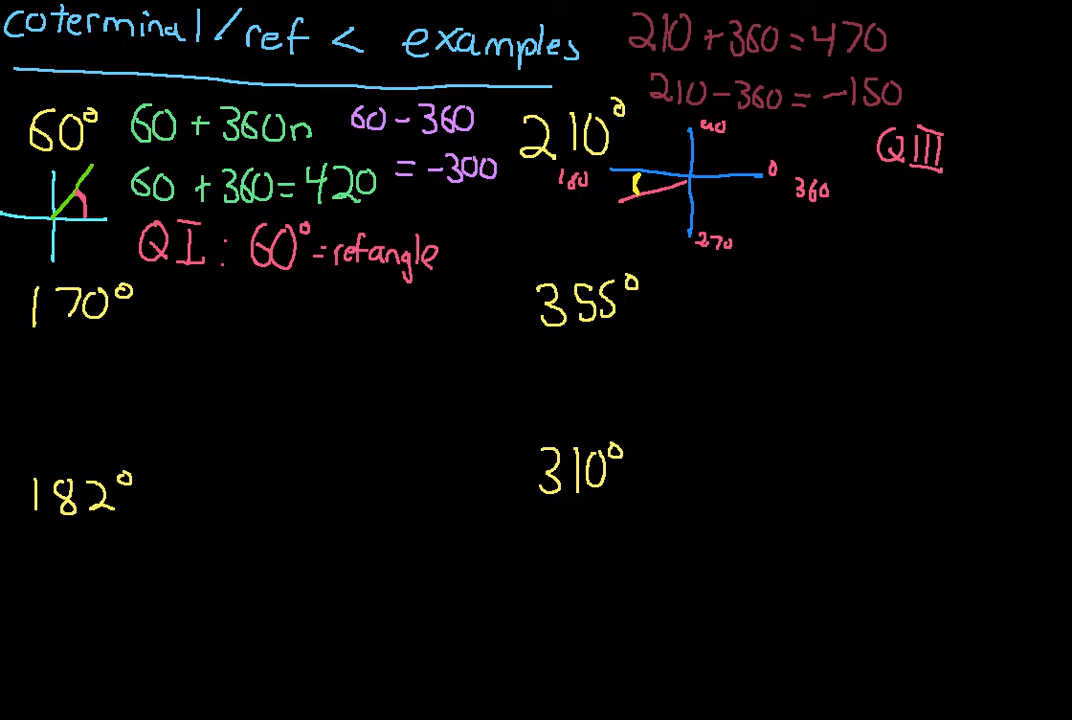 coterminal/ref < examples
210 + 360 = 470
210 - 360 = -150
60° 60 + 360n 60 - 360
= -300
60 + 360 = 420
QI : 60° = ref angle
210°
QIII
90
180
0
360
270
170°
355°
182°
310°